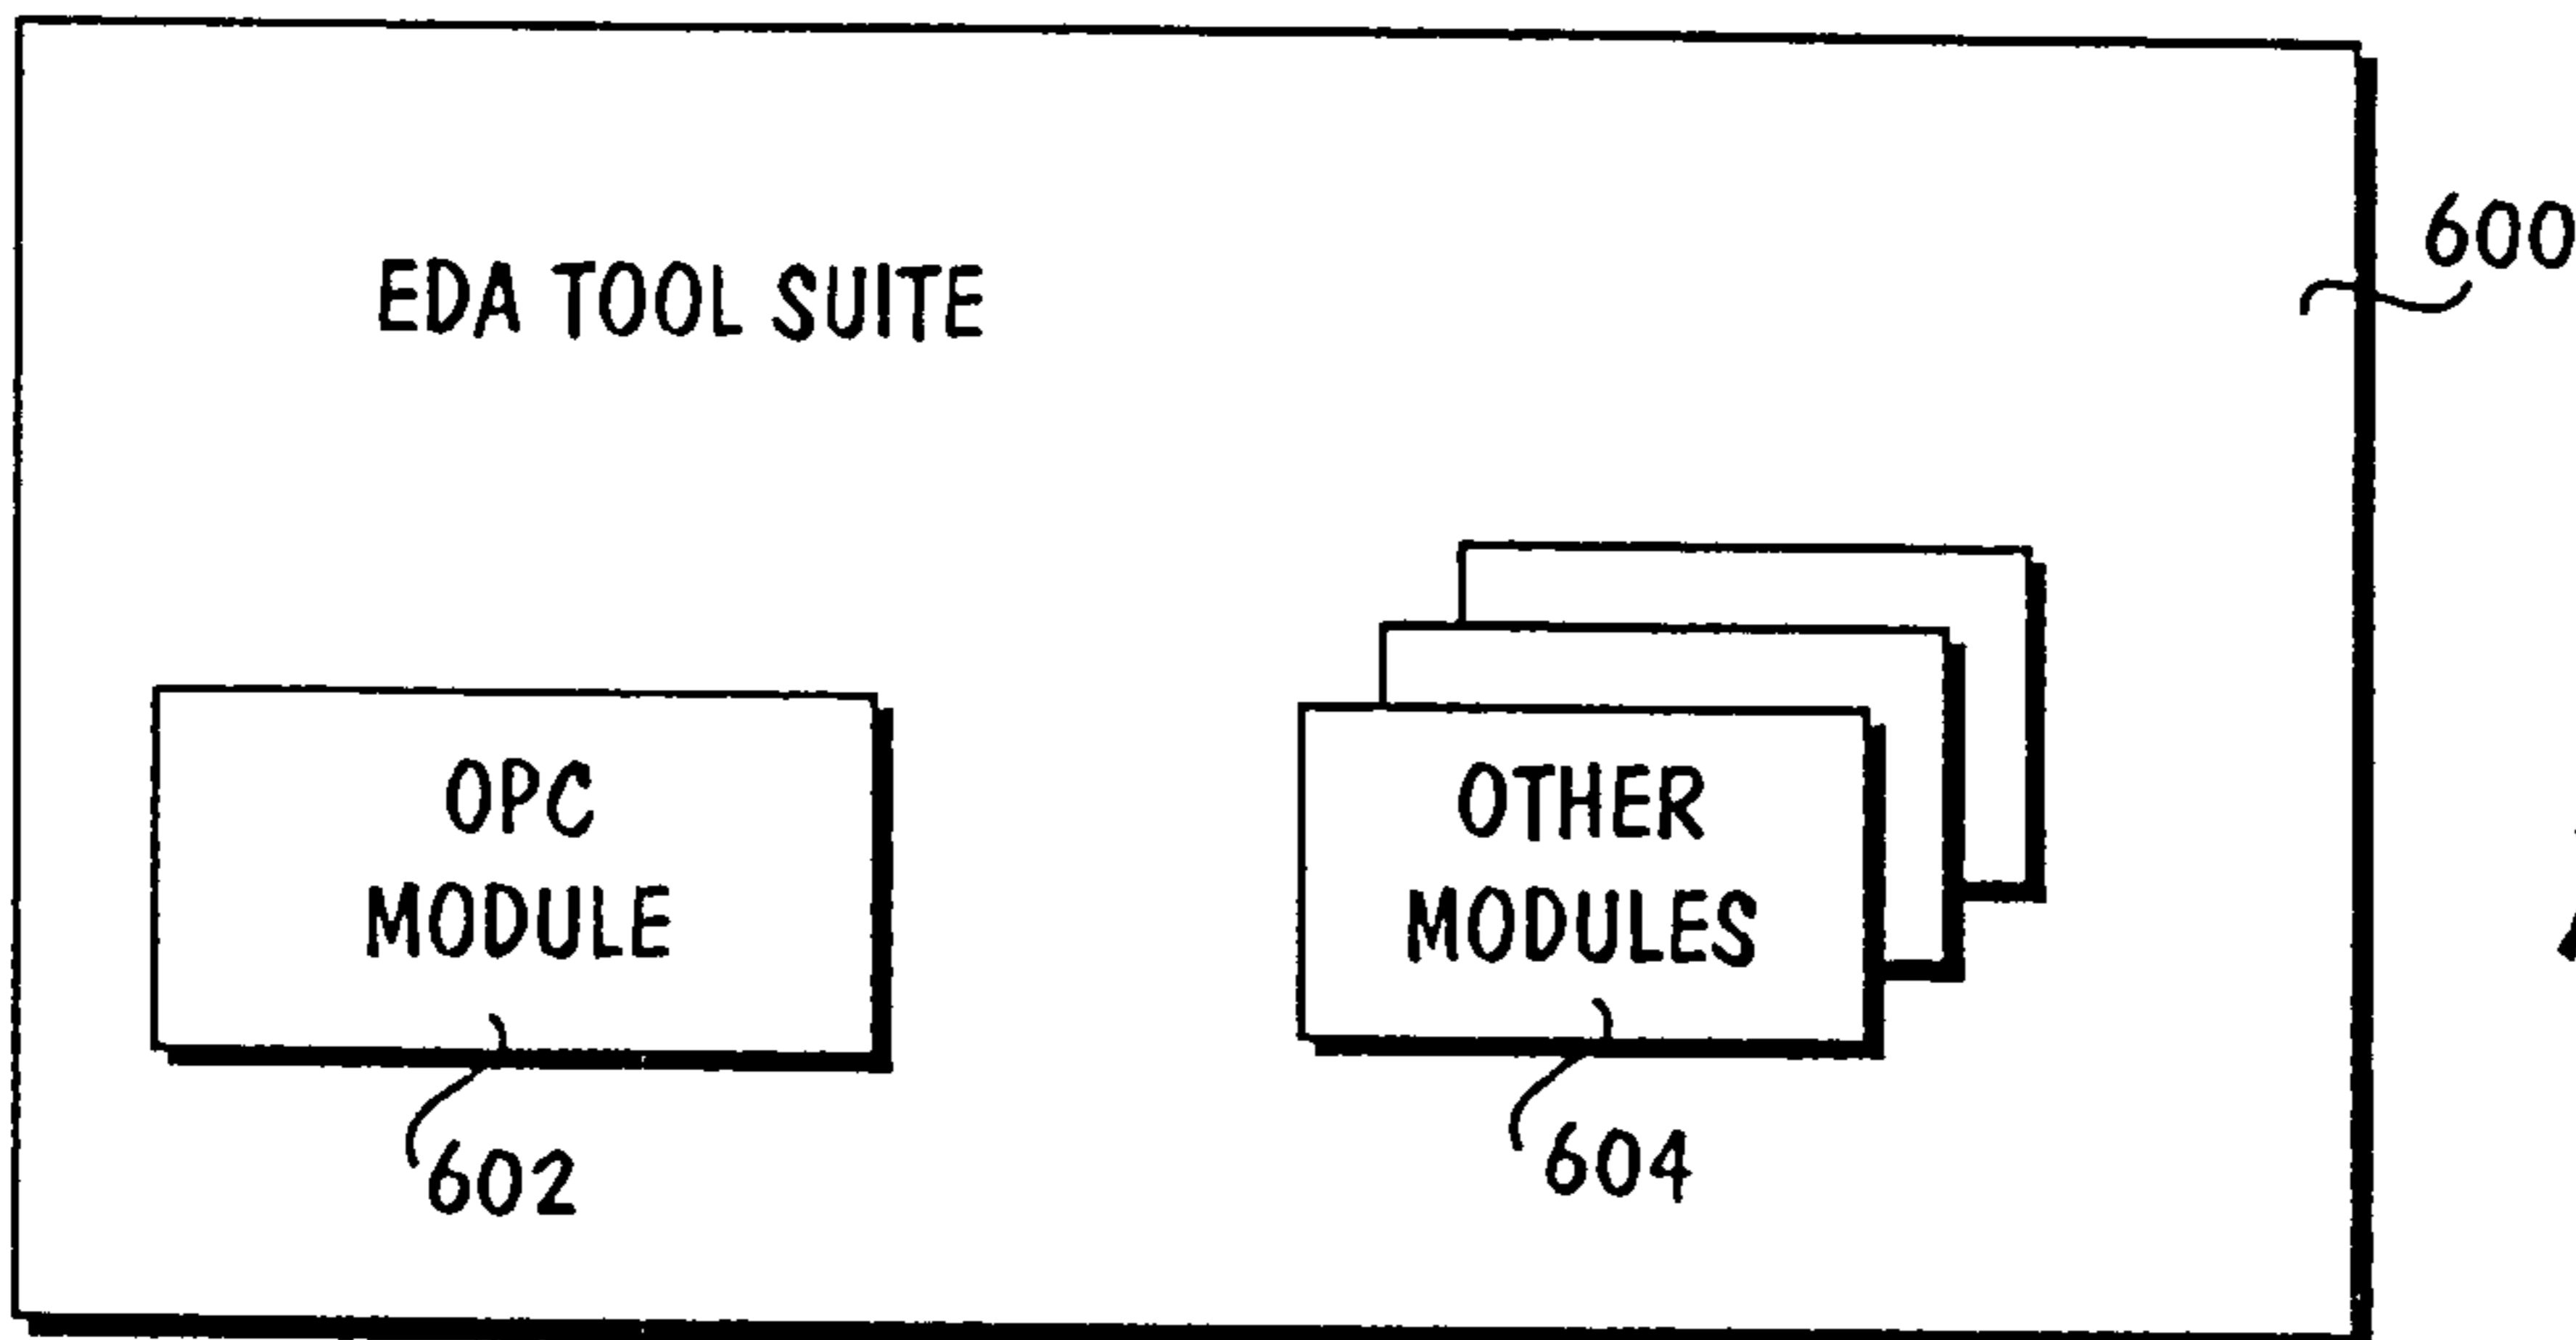 EDA TOOL SUITE
600
OPC
MODULE
OTHER
MODULES
602
604